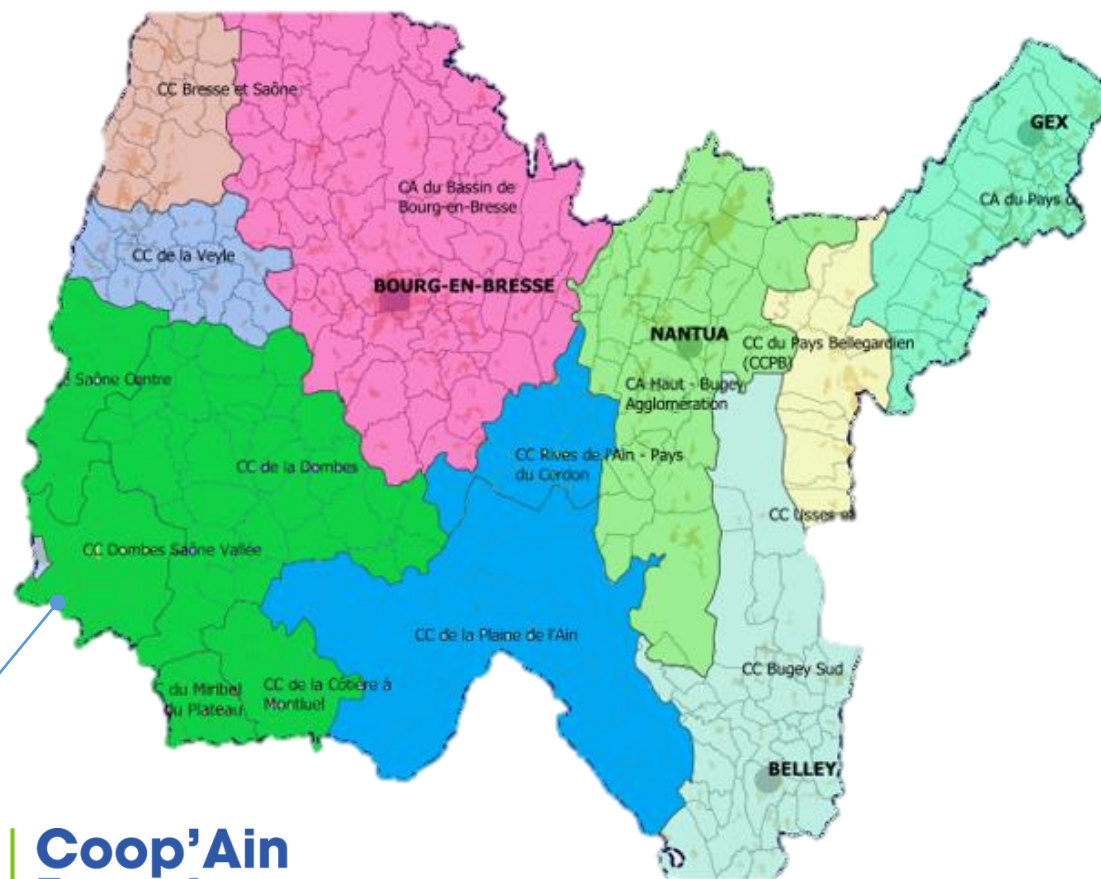 CC Bresse et Saône
GEX
CA du Bassin de
Bourg-en-Bresse
CA du Pays
CC de la Veyle
BOURG-EN-BRESSE
NANTUA
CC du Pays Bellegardien
(CCPB)
Saône Centre
CA Haut - Bugey
Agglomération
CC Rives de l'Ain - Pays
du Cerdon
CC de la Dombes
CC Usses et
CC Dombes Saône Vallée
CC de la Plaine de l'Ain
CC Bugey Sud
du Miribel
du Plateau
CC de la Côtière à
Montluel
BELLEY
Coop'Ain